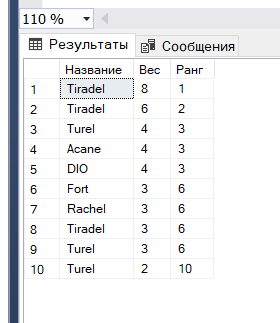 110 %
Результаты Сообщения
Название Вес Ранг
1 Tiradel 8 1
2 Tiradel 6 2
3 Turel 4 3
4 Acane 4 3
5 DIO 4 3
6 Fort 3 6
7 Rachel 3 6
8 Tiradel 3 6
9 Turel 3 6
10 Turel 2 10